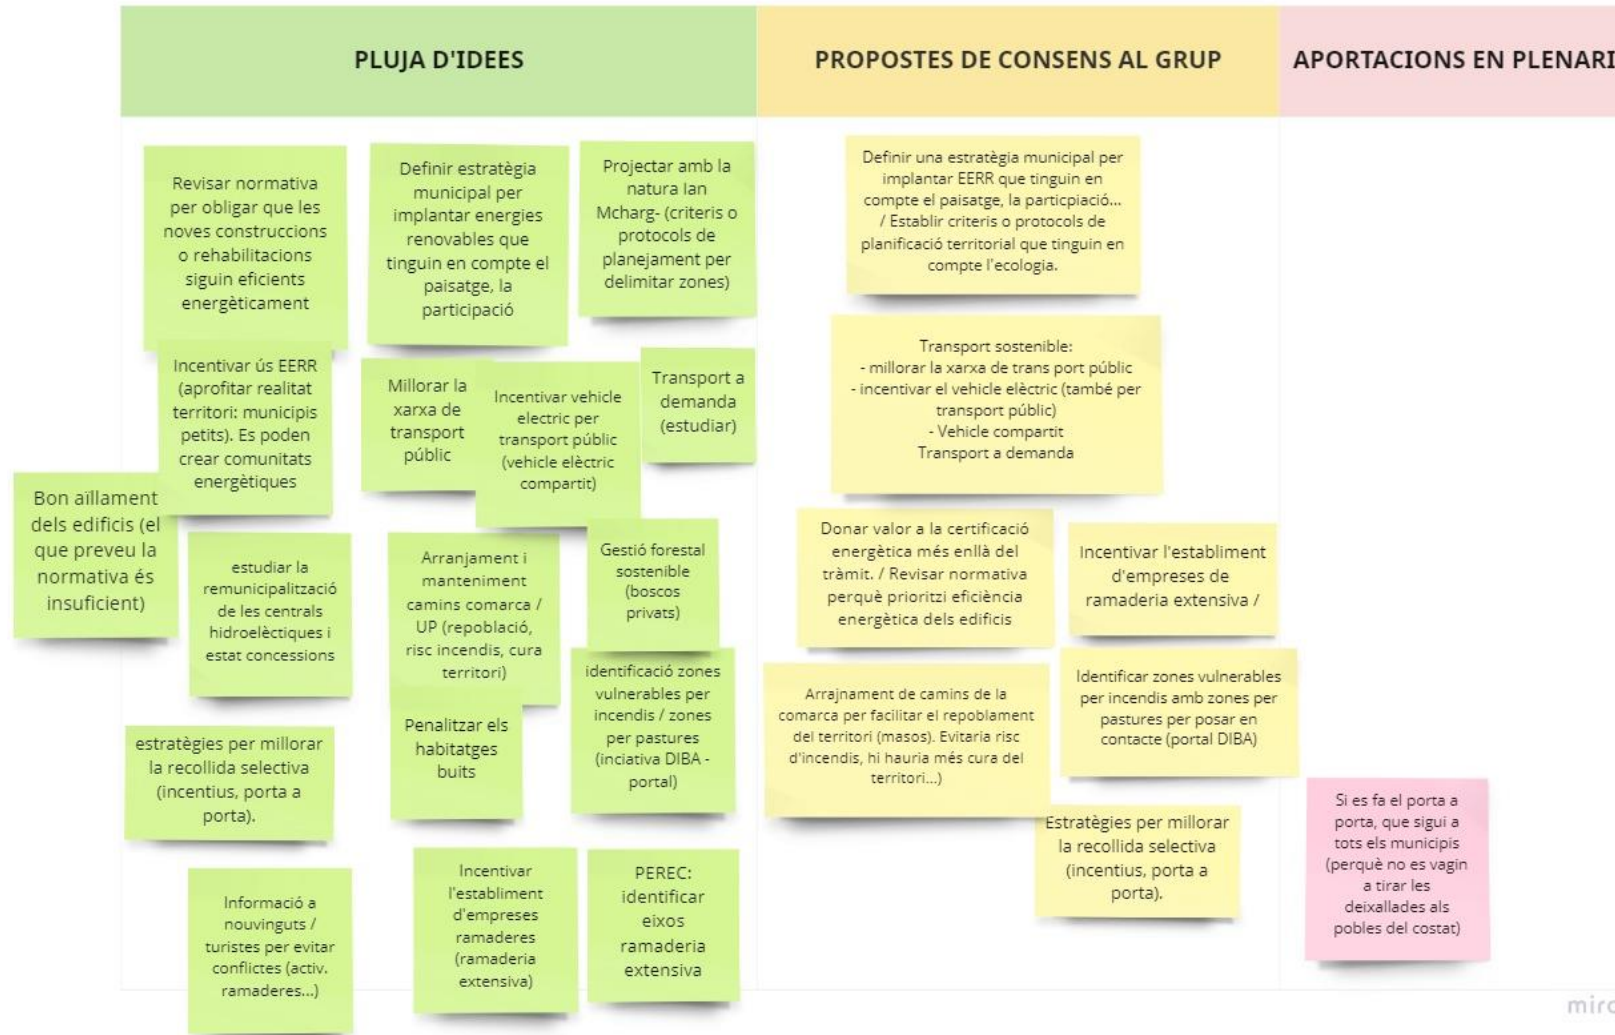 PLUJA D'IDEES
PROPOSTES DE CONSENS AL GRUP
APORTACIONS EN PLENARI
Revisar normativa
per obligar que les
noves construccions
o rehabilitacions
siguin eficients
energèticament
Definir estratègia
municipal per
implantar energies
renovables que
tinguin en compte el
paisatge, la
participació
Projectar amb la
natura Ian
Mcharg- (criteris o
protocols de
planejament per
delimitar zones)
Incentivar ús EERR
(aprofitar realitat
territori: municipis
petits). Es poden
crear comunitats
energètiques
Millorar la
xarxa de
transport
públic
Incentivar vehicle
electric per
transport públic
(vehicle elèctric
compartit)
Transport a
demanda
(estudiar)
Bon aïllament
dels edificis (el
que preveu la
normativa és
insuficient)
estudiar la
remunicipalització
de les centrals
hidroelèctiques i
estat concessions
Arranjament i
manteniment
camins comarca /
UP (repoblació,
risc incendis, cura
territori)
Gestió forestal
sostenible
(boscos
privats)
identificació zones
vulnerables per
incendis / zones
per pastures
(inciativa DIBA -
portal)
Penalitzar els
habitatges
buits
estratègies per millorar
la recollida selectiva
(incentius, porta a
porta).
Informació a
nouvinguts /
turistes per evitar
conflictes (activ.
ramaderes...)
Incentivar
l'establiment
d'empreses
ramaderes
(ramaderia
extensiva)
PEREC:
identificar
eixos
ramaderia
extensiva
Definir una estratègia municipal per
implantar EERR que tinguin en
compte el paisatge, la particpiació...
/ Establir criteris o protocols de
planificació territorial que tinguin en
compte l'ecologia.
Transport sostenible:
- millorar la xarxa de trans port públic
- incentivar el vehicle elèctric (també per
transport públic)
- Vehicle compartit
Transport a demanda
Donar valor a la certificació
energètica més enllà del
tràmit. / Revisar normativa
perquè prioritzi eficiència
energètica dels edificis
Incentivar l'establiment
d'empreses de
ramaderia extensiva /
Arrajnament de camins de la
comarca per facilitar el repoblament
del territori (masos). Evitaria risc
d'incendis, hi hauria més cura del
territori...)
Identificar zones vulnerables
per incendis amb zones per
pastures per posar en
contacte (portal DIBA)
Estratègies per millorar
la recollida selectiva
(incentius, porta a
porta).
Si es fa el porta a
porta, que sigui a
tots els municipis
(perquè no es vagin
a tirar les
deixallades als
pobles del costat)
miro